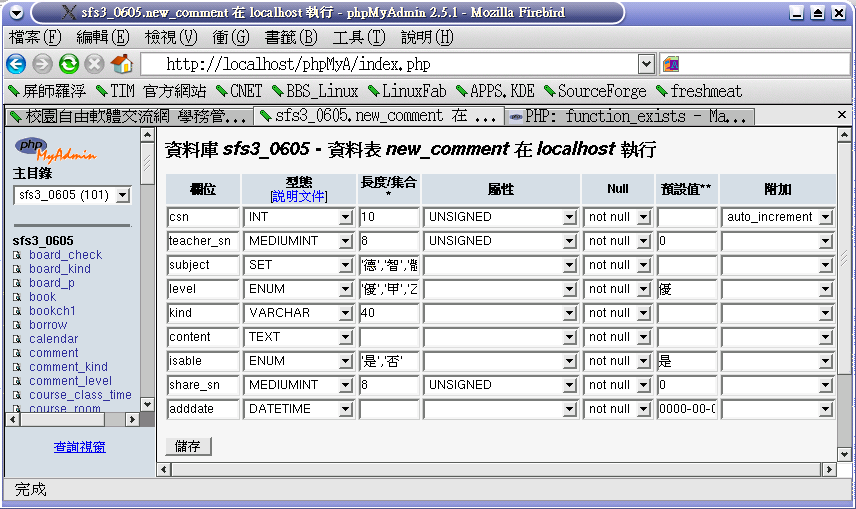 sfs3_0605.new_comment 在 localhost 執行 - phpMyAdmin 2.5.1 - Mozilla Firebird
檔案(F) 編輯(E) 檢視(V) 衝(G) 書籤(B) 工具(T) 說明(H)
http://localhost/phpMyA/index.php
屏師羅浮 TIM 官方網站 CNET BBS_Linux LinuxFab APPS.KDE SourceForge freshmeat
校園自由軟體交流網 學務管... sfs3_0605.new_comment 在 ... PHP: function_exists - Ma...
php
MyAdmin
主目錄
sfs3_0605 (101)
sfs3_0605
board_check
board_kind
board_p
book
bookch1
borrow
calendar
comment
comment_kind
comment_level
course_class_time
course_room
查詢視窗
資料庫 sfs3_0605 - 資料表 new_comment 在 localhost 執行
欄位 型態 [說明文件] 長度/集合* 屬性 Null 預設值** 附加
csn INT 10 UNSIGNED not null auto_increment
teacher_sn MEDIUMINT 8 UNSIGNED not null 0
subject SET '德','智', not null
level ENUM '優','甲', not null 優
kind VARCHAR 40 not null
content TEXT not null
isable ENUM '是','否' not null 是
share_sn MEDIUMINT 8 UNSIGNED not null 0
adddate DATETIME not null 0000-00-0
儲存
完成